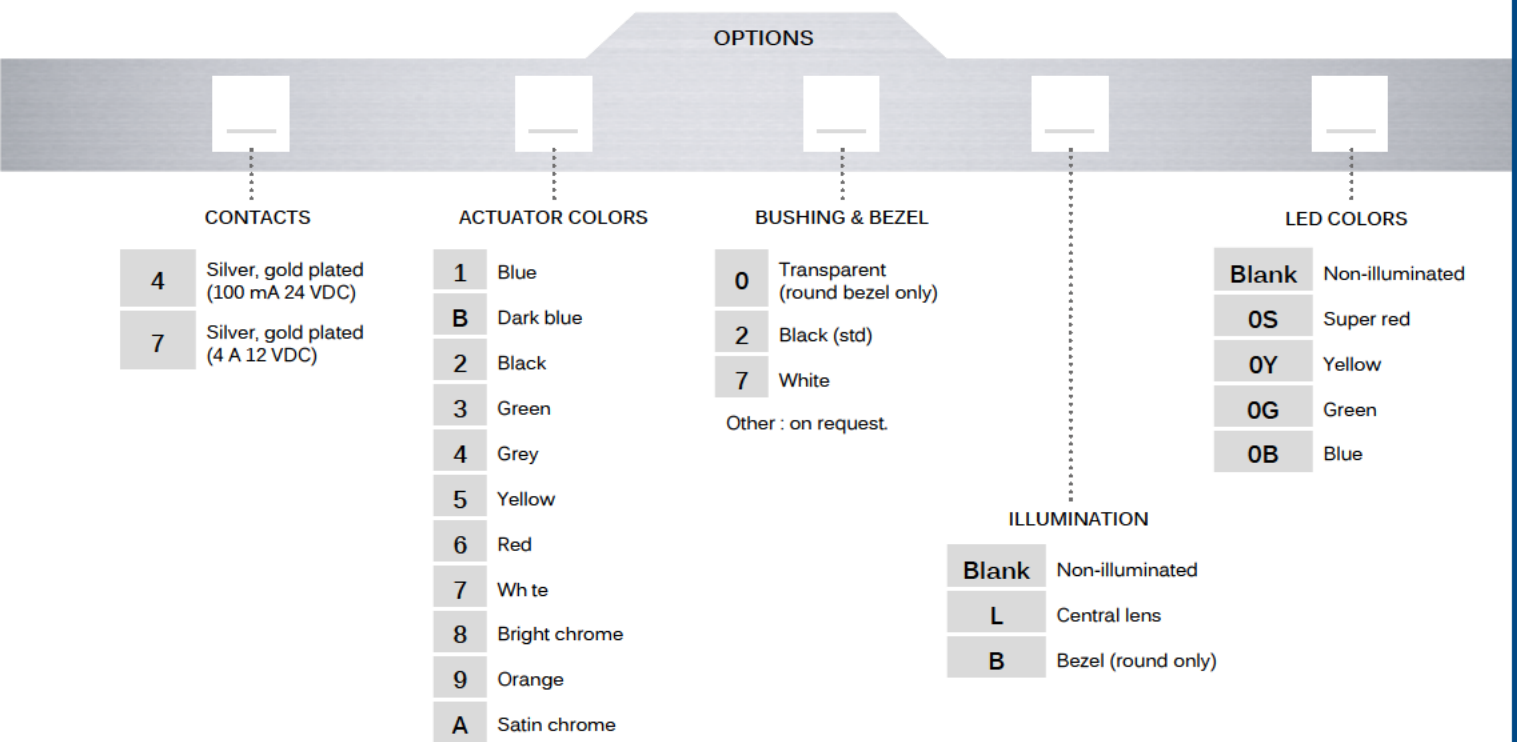 OPTIONS
CONTACTS
4 Silver, gold plated
(100 mA 24 VDC)
7 Silver, gold plated
(4 A 12 VDC)
ACTUATOR COLORS
1 Blue
B Dark blue
2 Black
3 Green
4 Grey
5 Yellow
6 Red
7 Wh te
8 Bright chrome
9 Orange
A Satin chrome
BUSHING & BEZEL
0 Transparent
(round bezel only)
2 Black (std)
7 White
Other : on request.
ILLUMINATION
Blank Non-illuminated
L Central lens
B Bezel (round only)
LED COLORS
Blank Non-illuminated
0S Super red
0Y Yellow
0G Green
0B Blue